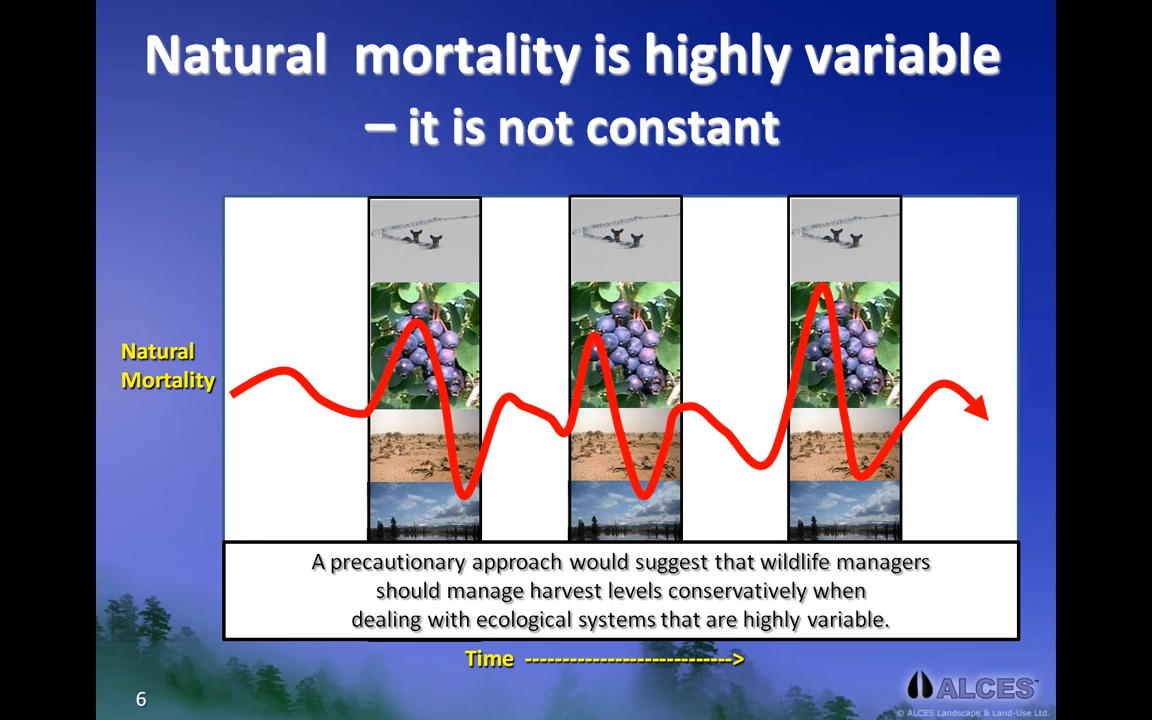 Natural mortality is highly variable
– it is not constant
Natural
Mortality
A precautionary approach would suggest that wildlife managers
should manage harvest levels conservatively when
dealing with ecological systems that are highly variable.
Time ---------------------------->
6
ALCES™
© ALCES Landscape & Land-Use Ltd.